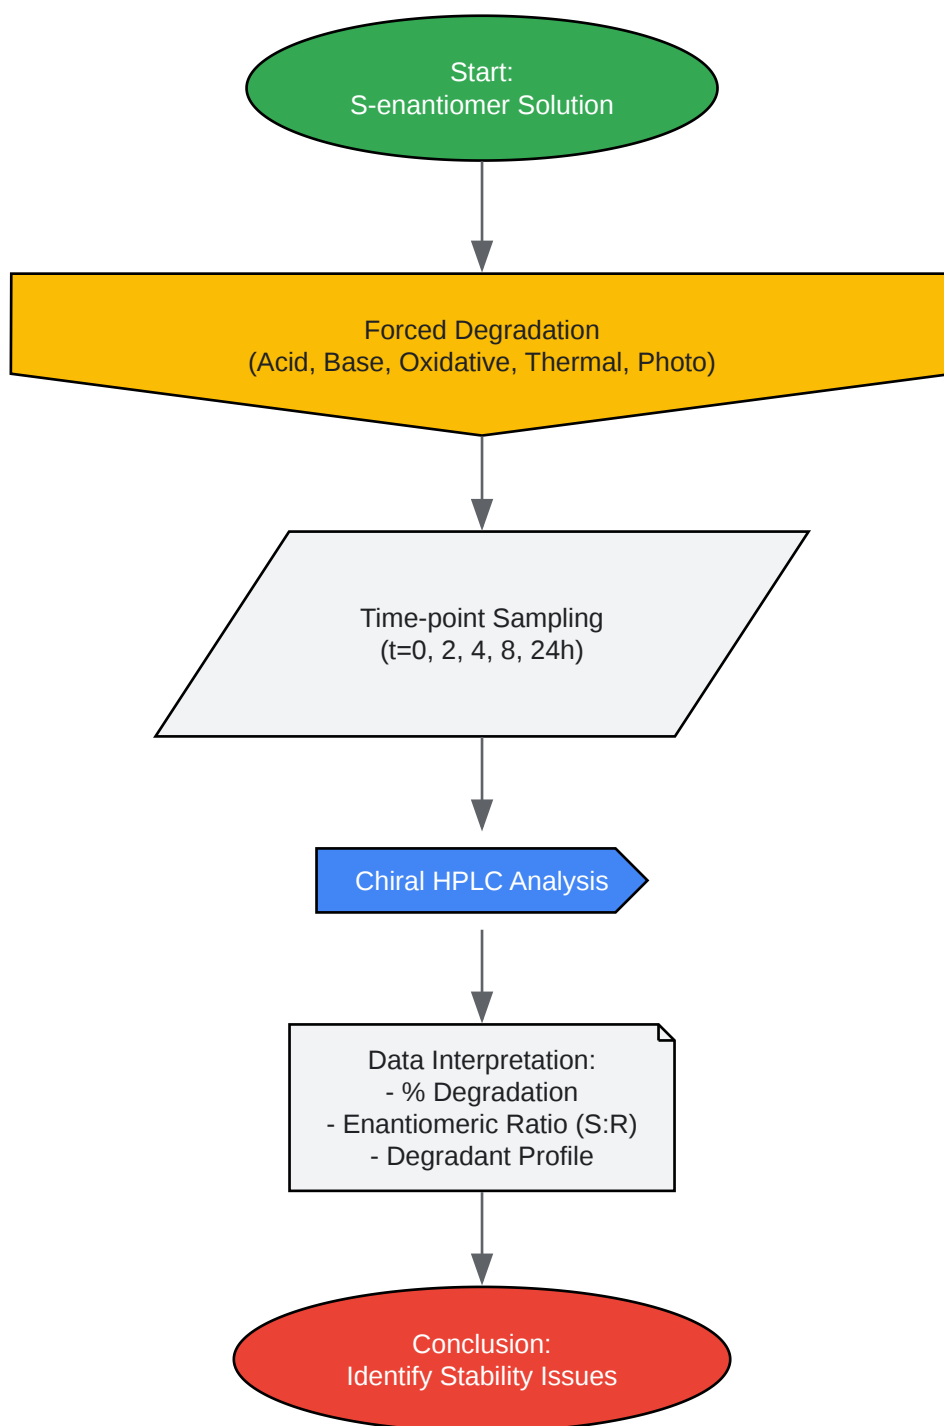 Start:
S-enantiomer Solution
Forced Degradation
(Acid, Base, Oxidative, Thermal, Photo)
Time-point Sampling
(t=0, 2, 4, 8, 24h)
Chiral HPLC Analysis
Data Interpretation:
- % Degradation
- Enantiomeric Ratio (S:R)
- Degradant Profile
Conclusion:
Identify Stability Issues